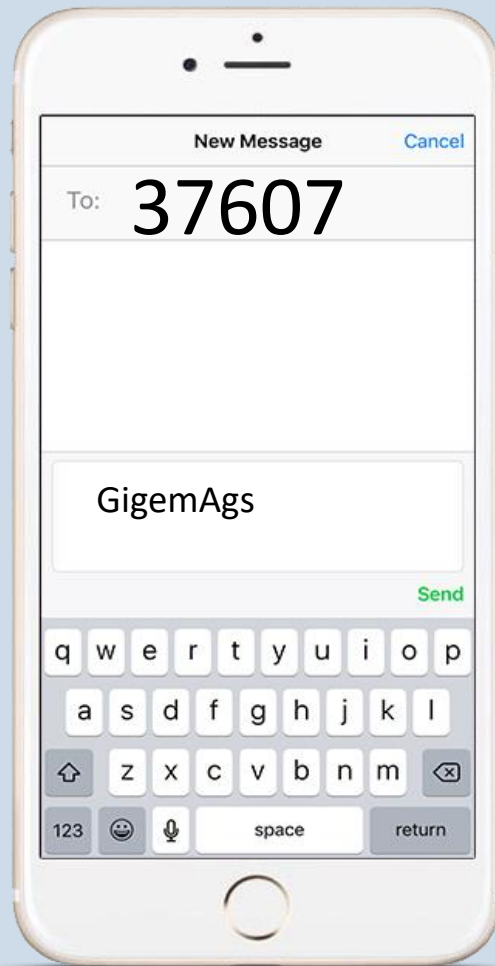 New Message Cancel
To: 37607
GigemAgs
Send
q w e r t y u i o p
a s d f g h j k l
z x c v b n m
123 space return